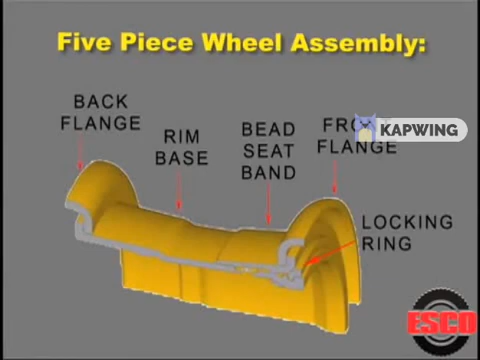 Five Piece Wheel Assembly:
BACK
FLANGE
RIM
BASE
BEAD
SEAT
BAND
FLANGE
KAPWING
LOCKING
RING
ESCO